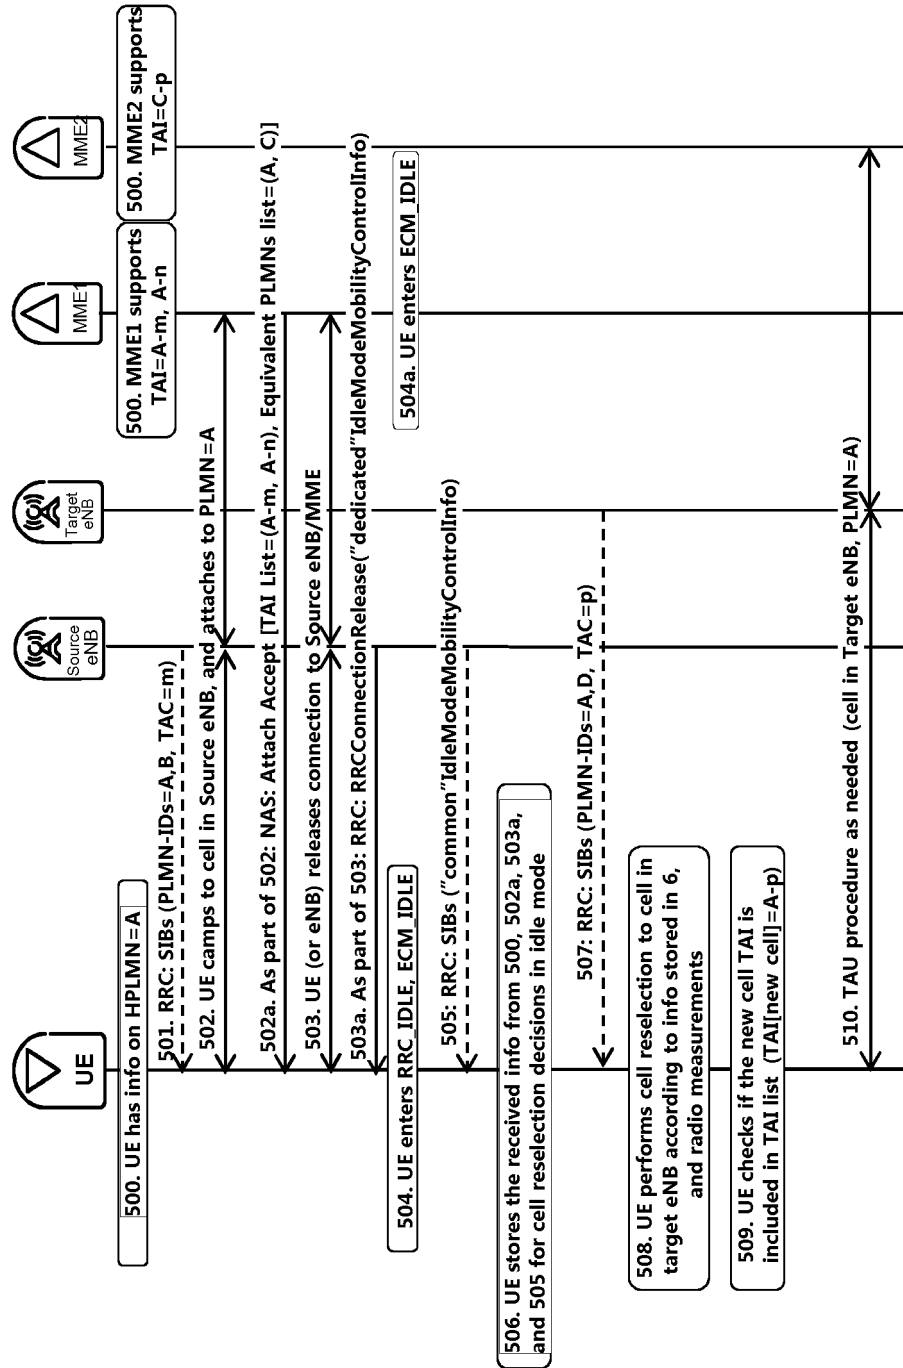 UE
Source
eNB
Target
eNB
MME1
MME2
500. UE has info on HPLMN=A
500. MME1 supports
TAI=A-m, A-n
500. MME2 supports
TAI=C-p
501. RRC: SIBs (PLMN-IDs=A,B, TAC=m)
502. UE camps to cell in Source eNB, and attaches to PLMN=A
502a. As part of 502: NAS: Attach Accept [TAI List=(A-m, A-n), Equivalent PLMNs list=(A, C)]
503. UE (or eNB) releases connection to Source eNB/MME
503a. As part of 503: RRC: RRCConnectionRelease("dedicated"IdleModeMobilityControlInfo)
504. UE enters RRC_IDLE, ECM_IDLE
504a. UE enters ECM_IDLE
505: RRC: SIBs ("common"IdleModeMobilityControlInfo)
506. UE stores the received info from 500, 502a, 503a,
and 505 for cell reselection decisions in idle mode
507: RRC: SIBs (PLMN-IDs=A,D, TAC=p)
508. UE performs cell reselection to cell in
target eNB according to info stored in 6,
and radio measurements
509. UE checks if the new cell TAI is
included in TAI list (TAI[new cell]=A-p)
510. TAU procedure as needed (cell in Target eNB, PLMN=A)